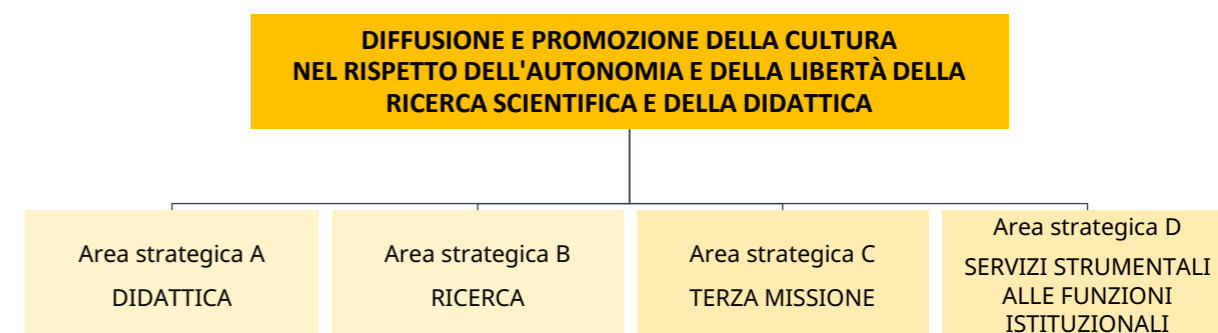 DIFFUSIONE E PROMOZIONE DELLA CULTURA
NEL RISPETTO DELL'AUTONOMIA E DELLA LIBERTÀ DELLA
RICERCA SCIENTIFICA E DELLA DIDATTICA
Area strategica A
DIDATTICA
Area strategica B
RICERCA
Area strategica C
TERZA MISSIONE
Area strategica D
SERVIZI STRUMENTALI
ALLE FUNZIONI
ISTITUZIONALI